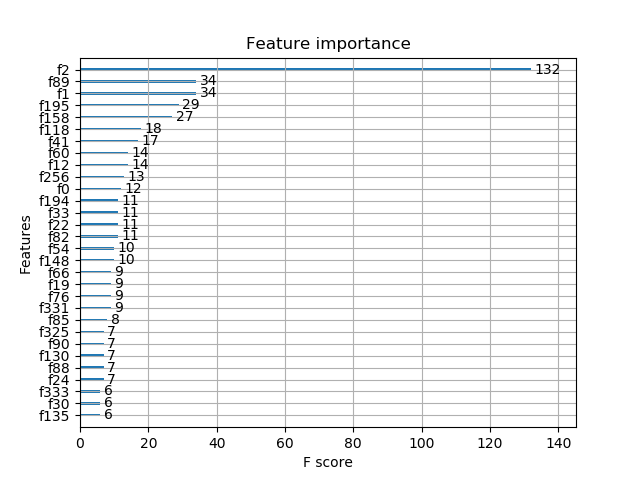 Feature importance
f2 132
f89 34
f1 34
f195 29
f158 27
f118 18
f41 17
f60 14
f12 14
f256 13
f0 12
f194 11
f33 11
f22 11
f82 11
f54 10
f148 10
f66 9
f19 9
f76 9
f331 9
f85 8
f325 7
f90 7
f130 7
f88 7
f24 7
f333 6
f30 6
f135 6
Features
0 20 40 60 80 100 120 140
F score